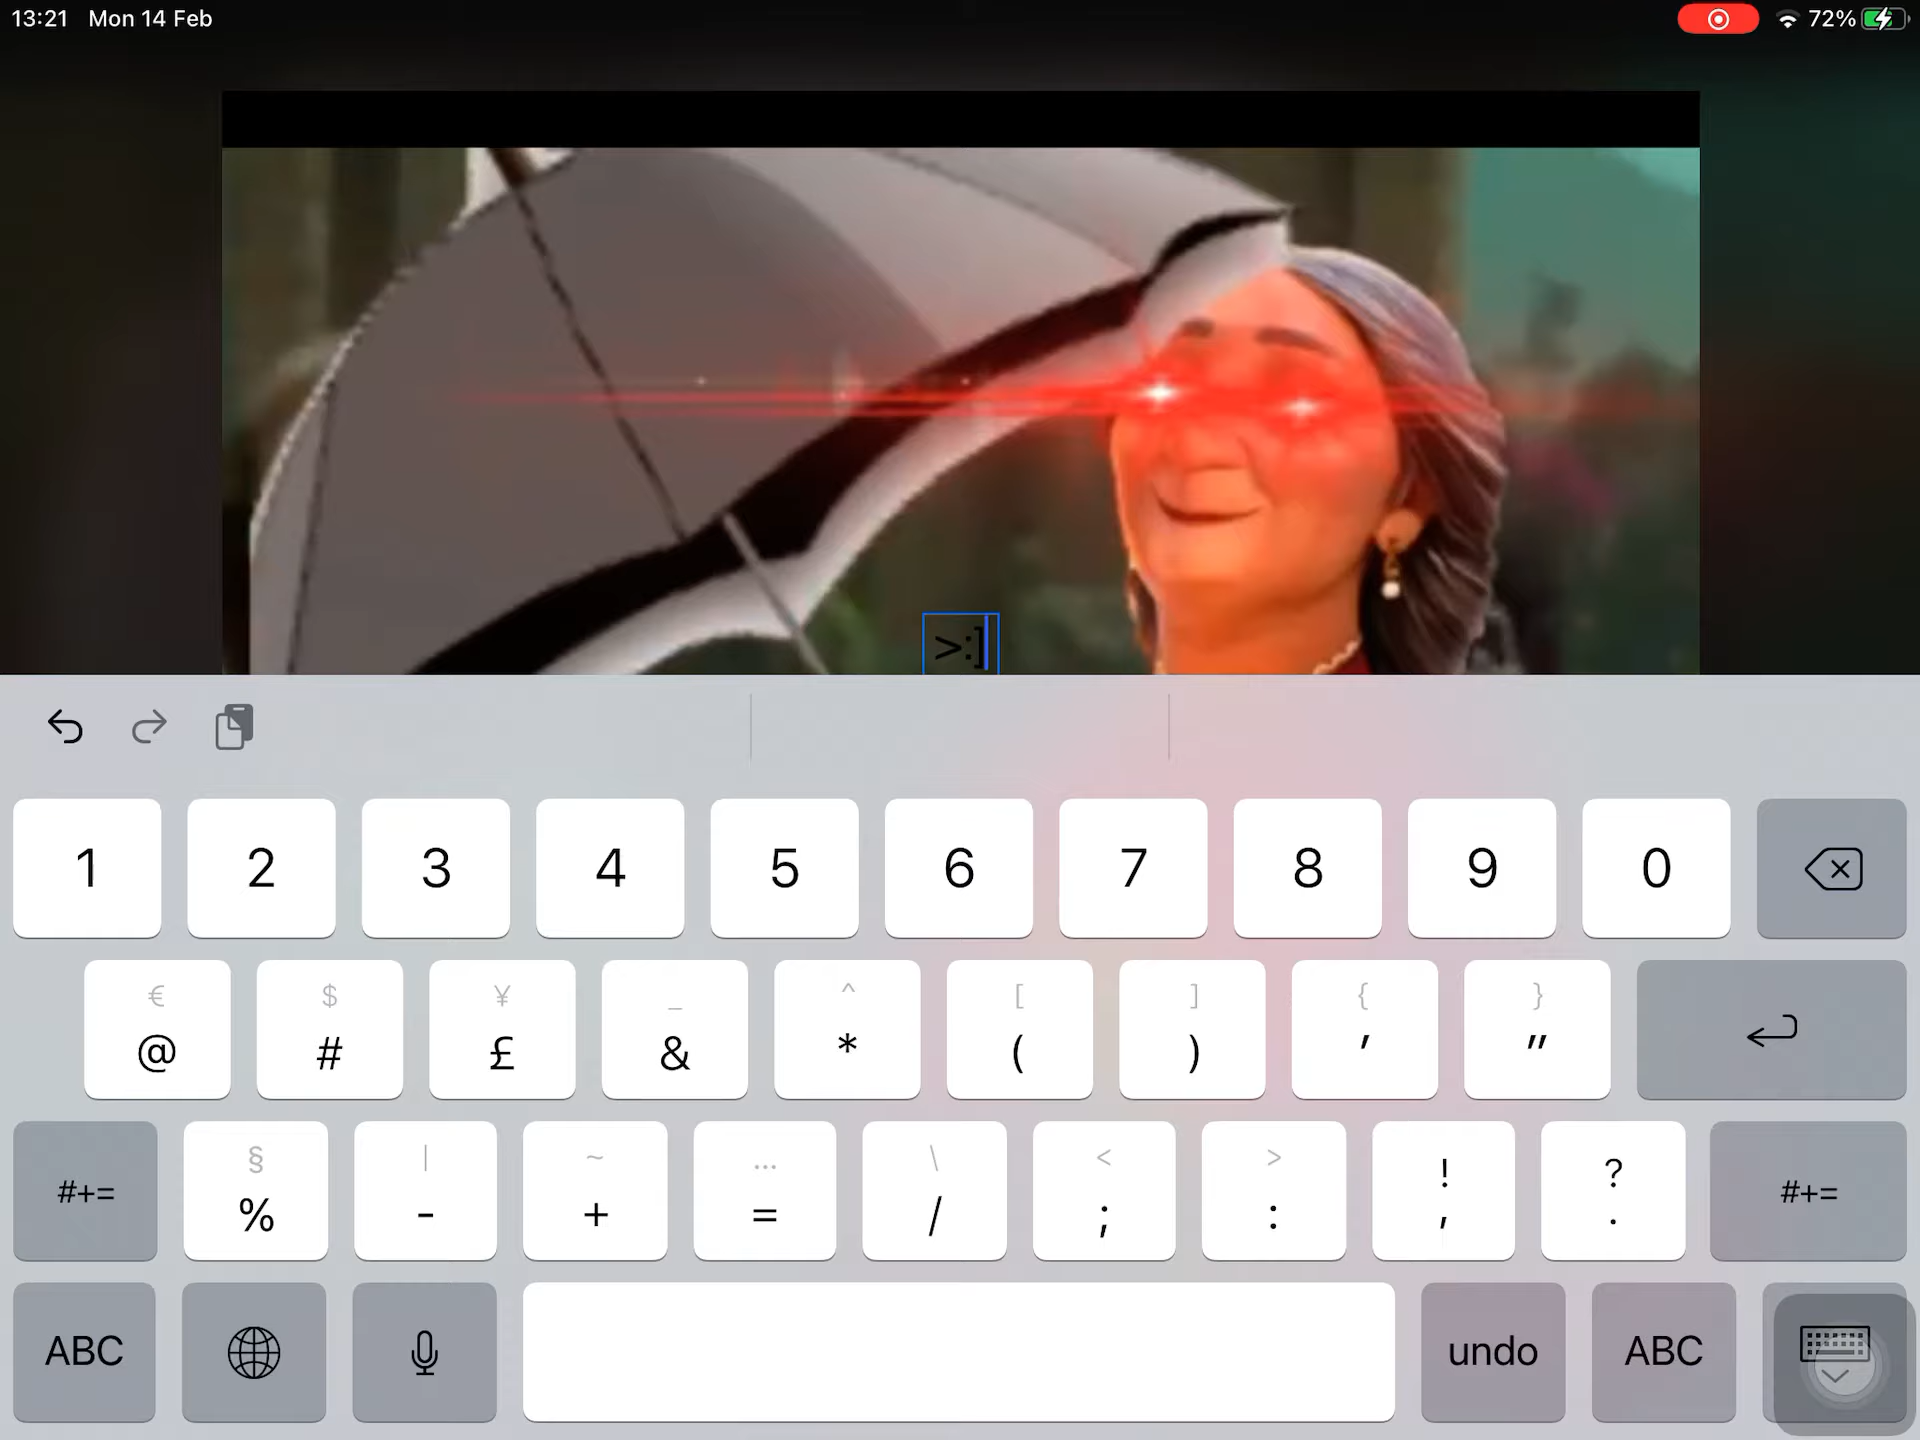 13:21 Mon 14 Feb 72%
>:]
1 2 3 4 5 6 7 8 9 0
€ $ ¥ _ ^ [ ] { }
@ # £ & * ( ) ' "
§ | ~ … \ < > ! ?
#+= % - + = / ; : , . #+=
ABC undo ABC